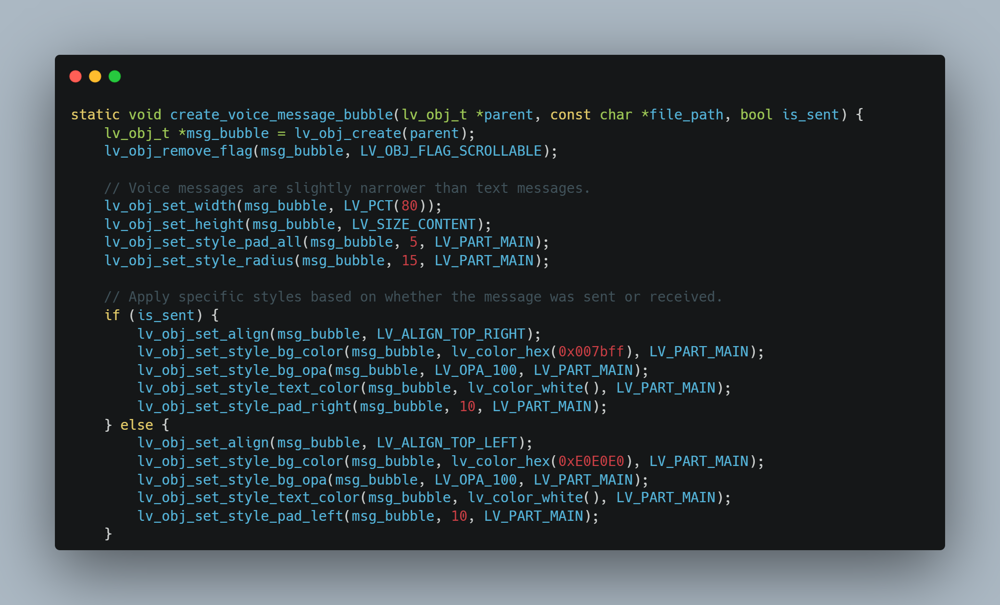 static void create_voice_message_bubble(lv_obj_t *parent, const char *file_path, bool is_sent) {
    lv_obj_t *msg_bubble = lv_obj_create(parent);
    lv_obj_remove_flag(msg_bubble, LV_OBJ_FLAG_SCROLLABLE);

    // Voice messages are slightly narrower than text messages.
    lv_obj_set_width(msg_bubble, LV_PCT(80));
    lv_obj_set_height(msg_bubble, LV_SIZE_CONTENT);
    lv_obj_set_style_pad_all(msg_bubble, 5, LV_PART_MAIN);
    lv_obj_set_style_radius(msg_bubble, 15, LV_PART_MAIN);

    // Apply specific styles based on whether the message was sent or received.
    if (is_sent) {
        lv_obj_set_align(msg_bubble, LV_ALIGN_TOP_RIGHT);
        lv_obj_set_style_bg_color(msg_bubble, lv_color_hex(0x007bff), LV_PART_MAIN);
        lv_obj_set_style_bg_opa(msg_bubble, LV_OPA_100, LV_PART_MAIN);
        lv_obj_set_style_text_color(msg_bubble, lv_color_white(), LV_PART_MAIN);
        lv_obj_set_style_pad_right(msg_bubble, 10, LV_PART_MAIN);
    } else {
        lv_obj_set_align(msg_bubble, LV_ALIGN_TOP_LEFT);
        lv_obj_set_style_bg_color(msg_bubble, lv_color_hex(0xE0E0E0), LV_PART_MAIN);
        lv_obj_set_style_bg_opa(msg_bubble, LV_OPA_100, LV_PART_MAIN);
        lv_obj_set_style_text_color(msg_bubble, lv_color_white(), LV_PART_MAIN);
        lv_obj_set_style_pad_left(msg_bubble, 10, LV_PART_MAIN);
    }